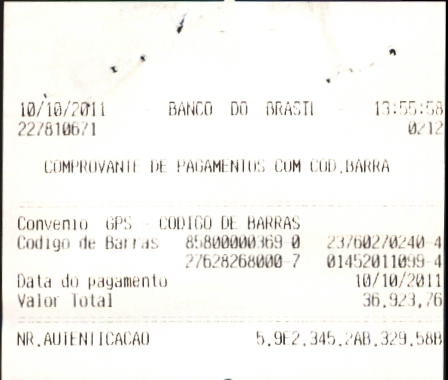 10/10/2011 - BANCO DO BRASIL - 13:55:58
227810671 0212
COMPROVANTE DE PAGAMENTOS COM COD.BARRA
Convenio GPS - CODIGO DE BARRAS
Codigo de Barras 85800000369-0 23760270240-4
27628268000-7 01452011099-4
Data do pagamento 10/10/2011
Valor Total 36.923,76
NR.AUTENTICACAO 5.9E2.345.2AB.329.58B